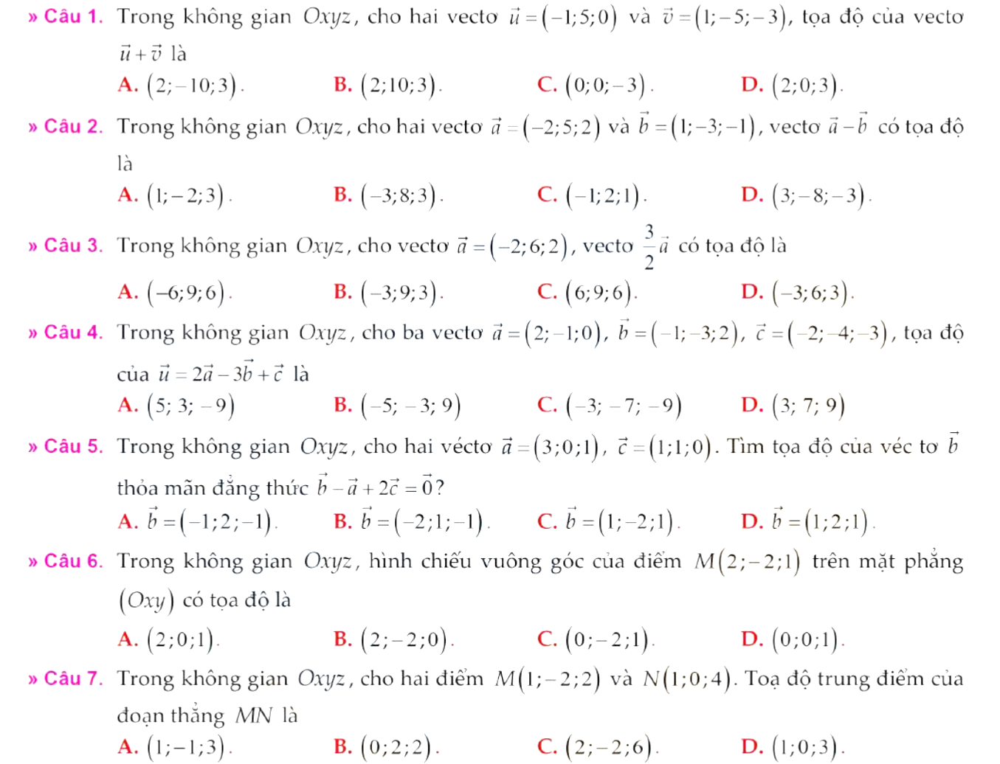 » Câu 1. Trong không gian Oxyz, cho hai vectơ \vec{u} = (-1;5;0) và \vec{v} = (1;-5;-3), tọa độ của vectơ
\vec{u} + \vec{v} là
A. (2;-10;3). B. (2;10;3). C. (0;0;-3). D. (2;0;3).
» Câu 2. Trong không gian Oxyz, cho hai vectơ \vec{a} = (-2;5;2) và \vec{b} = (1;-3;-1), vectơ \vec{a} - \vec{b} có tọa độ
là
A. (1;-2;3). B. (-3;8;3). C. (-1;2;1). D. (3;-8;-3).
» Câu 3. Trong không gian Oxyz, cho vectơ \vec{a} = (-2;6;2), vectơ \frac{3}{2}\vec{a} có tọa độ là
A. (-6;9;6). B. (-3;9;3). C. (6;9;6). D. (-3;6;3).
» Câu 4. Trong không gian Oxyz, cho ba vectơ \vec{a} = (2;-1;0), \vec{b} = (-1;-3;2), \vec{c} = (-2;-4;-3), tọa độ
của \vec{u} = 2\vec{a} - 3\vec{b} + \vec{c} là
A. (5; 3; -9) B. (-5; -3; 9) C. (-3; -7; -9) D. (3; 7; 9)
» Câu 5. Trong không gian Oxyz, cho hai véctơ \vec{a} = (3;0;1), \vec{c} = (1;1;0). Tìm tọa độ của véc tơ \vec{b}
thỏa mãn đẳng thức \vec{b} - \vec{a} + 2\vec{c} = \vec{0}?
A. \vec{b} = (-1;2;-1). B. \vec{b} = (-2;1;-1). C. \vec{b} = (1;-2;1). D. \vec{b} = (1;2;1).
» Câu 6. Trong không gian Oxyz, hình chiếu vuông góc của điểm M(2;-2;1) trên mặt phẳng
(Oxy) có tọa độ là
A. (2;0;1). B. (2;-2;0). C. (0;-2;1). D. (0;0;1).
» Câu 7. Trong không gian Oxyz, cho hai điểm M(1;-2;2) và N(1;0;4). Toạ độ trung điểm của
đoạn thẳng MN là
A. (1;-1;3). B. (0;2;2). C. (2;-2;6). D. (1;0;3).